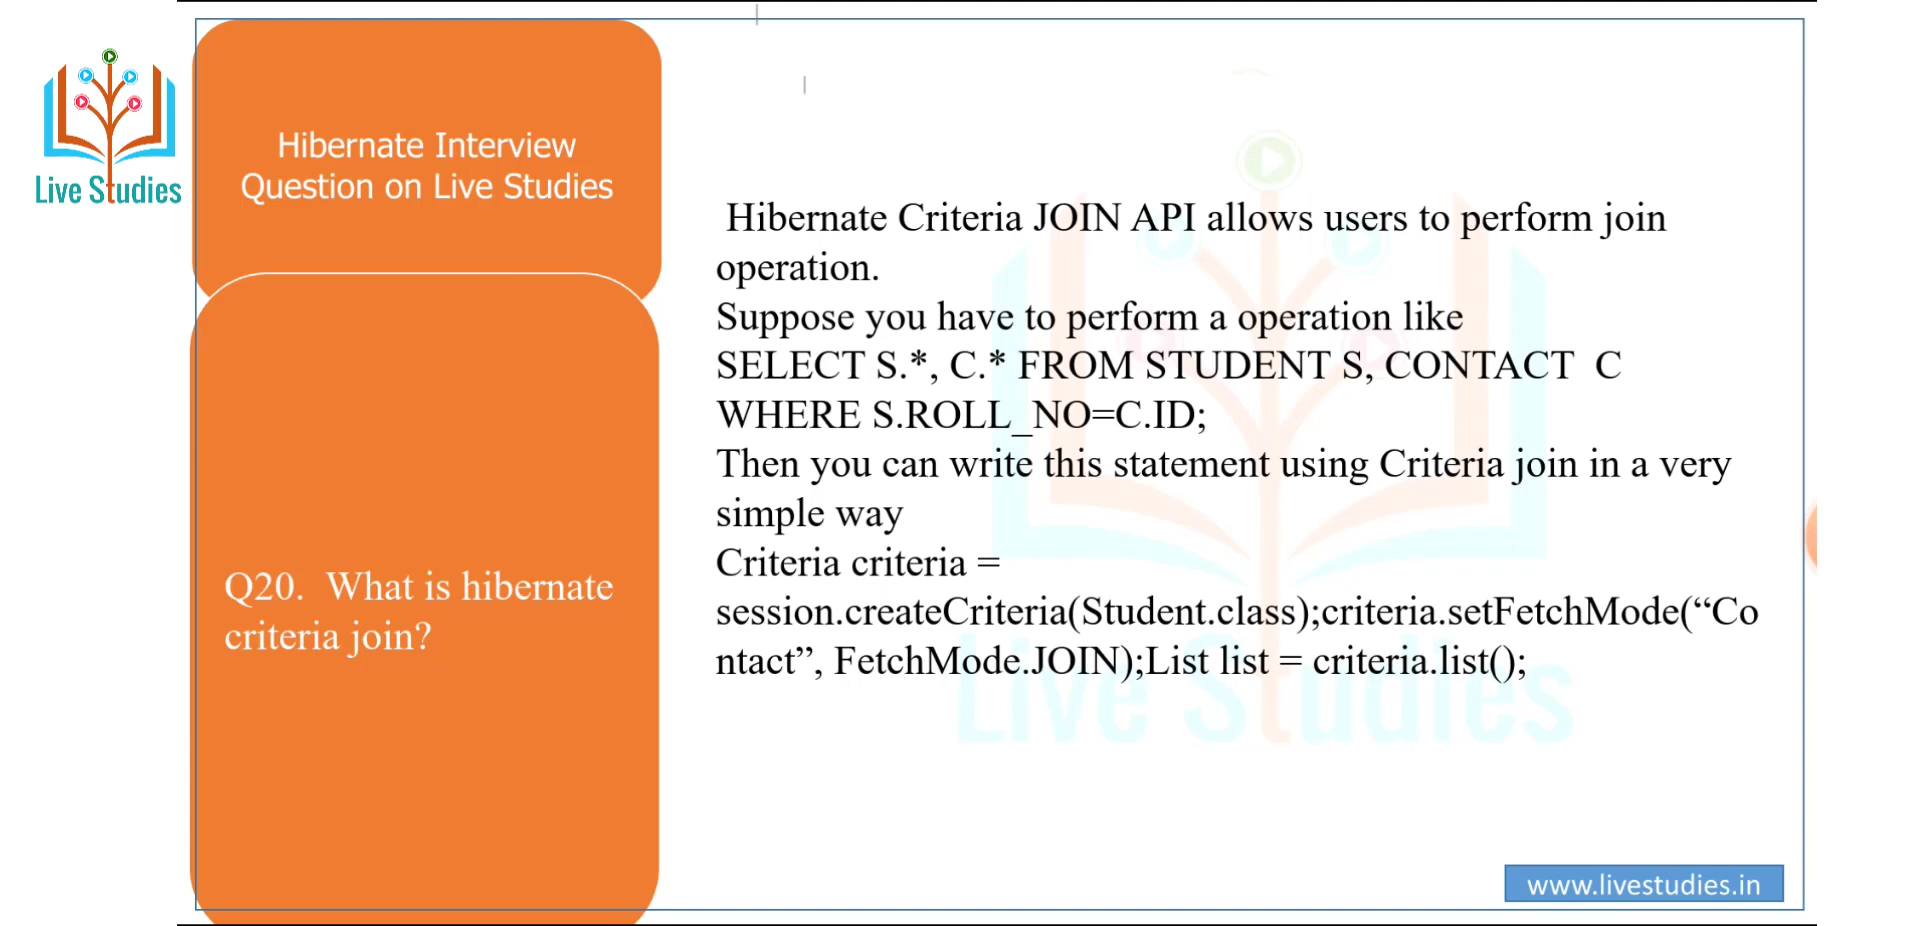 Live Studies
Hibernate Interview
Question on Live Studies
Q20.  What is hibernate
criteria join?
Hibernate Criteria JOIN API allows users to perform join
operation.
Suppose you have to perform a operation like
SELECT S.*, C.* FROM STUDENT S, CONTACT  C
WHERE S.ROLL_NO=C.ID;
Then you can write this statement using Criteria join in a very
simple way
Criteria criteria =
session.createCriteria(Student.class);criteria.setFetchMode(“Co
ntact”, FetchMode.JOIN);List list = criteria.list();
Live Studies
www.livestudies.in